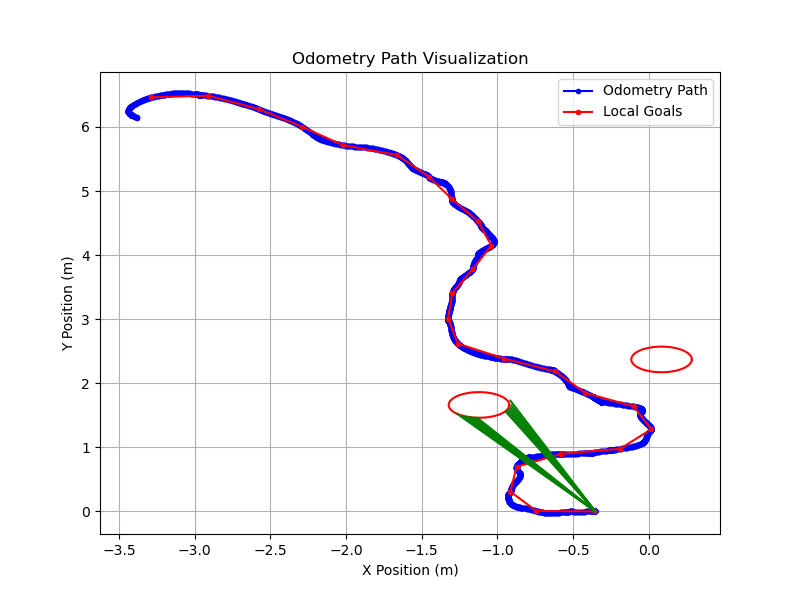 Odometry Path Visualization
Odometry Path
Local Goals
Y Position (m)
6
5
4
3
2
1
0
−3.5 −3.0 −2.5 −2.0 −1.5 −1.0 −0.5 0.0
X Position (m)